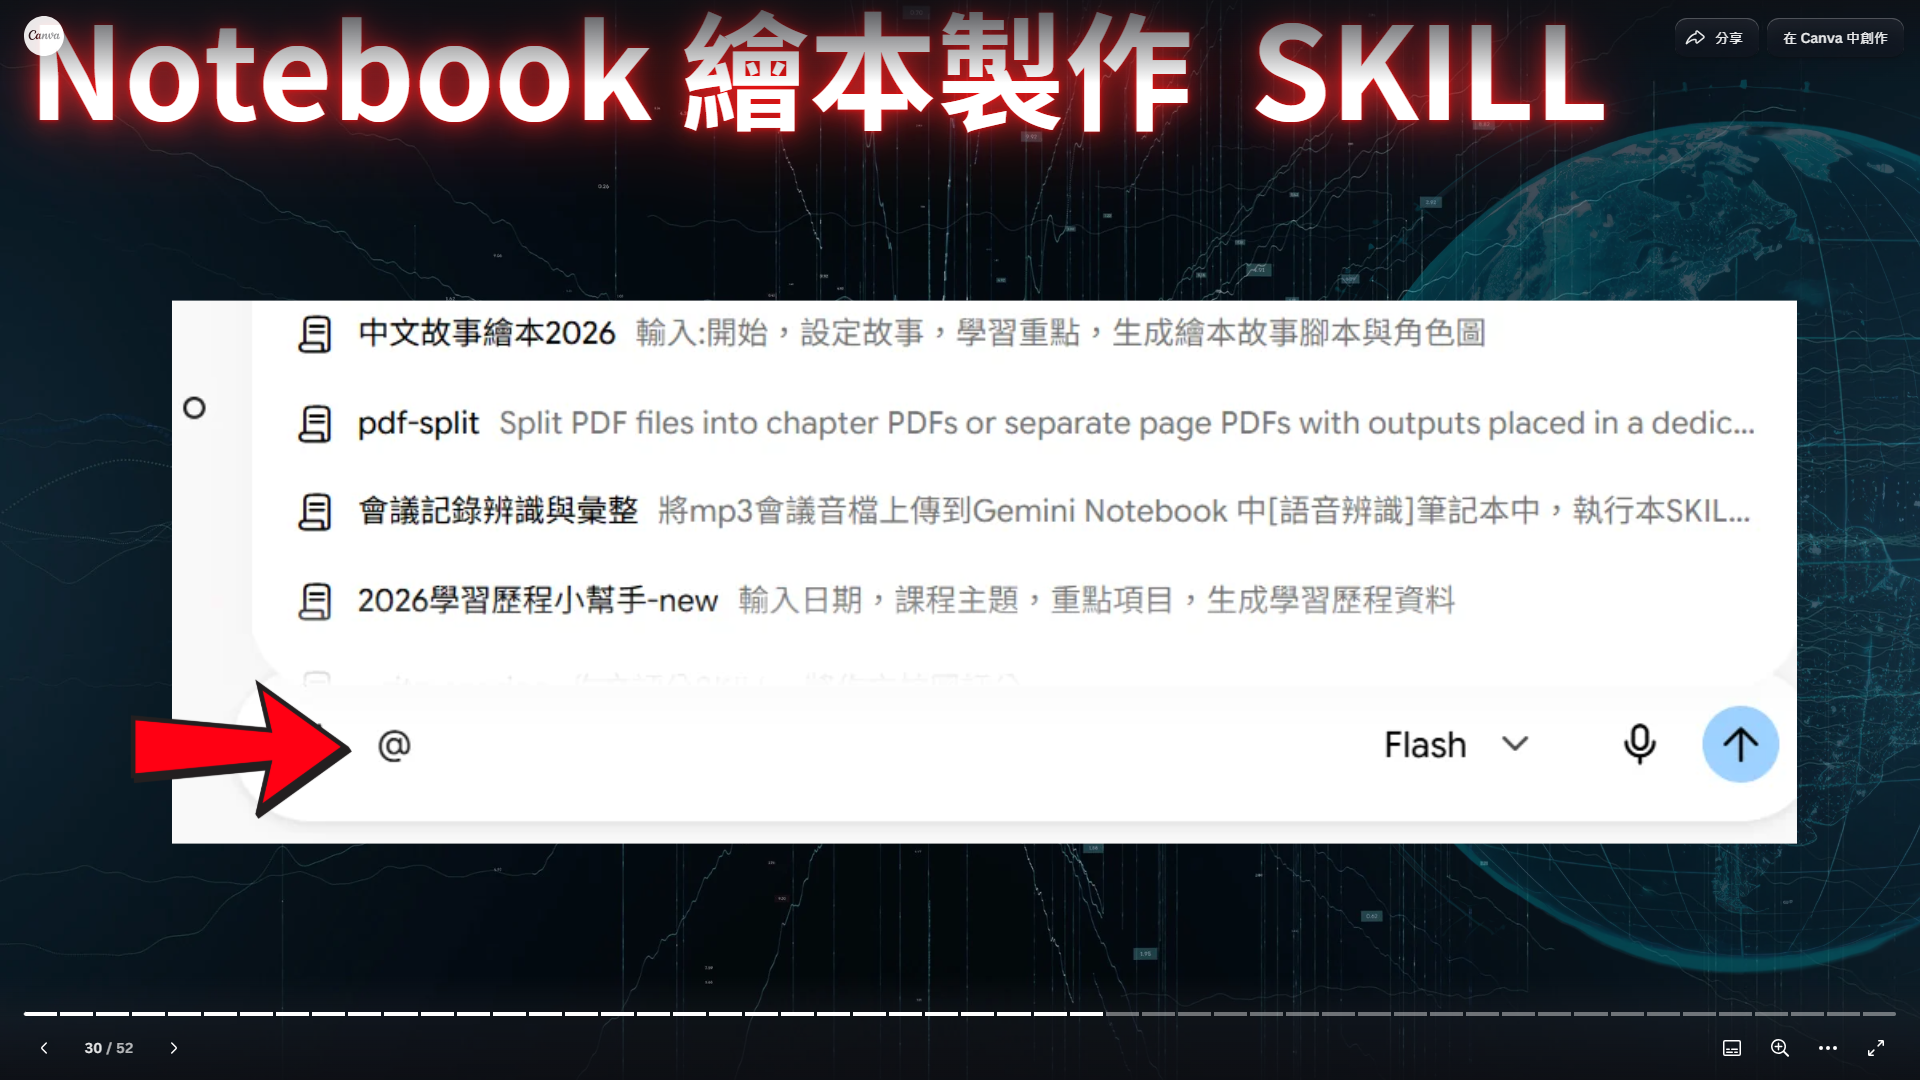 Canva
Notebook 繪本製作 SKILL
分享
在 Canva 中創作
中文故事繪本2026 輸入:開始，設定故事，學習重點，生成繪本故事腳本與角色圖
pdf-split Split PDF files into chapter PDFs or separate page PDFs with outputs placed in a dedic...
會議記錄辨識與彙整 將mp3會議音檔上傳到Gemini Notebook 中[語音辨識]筆記本中，執行本SKIL...
2026學習歷程小幫手-new 輸入日期，課程主題，重點項目，生成學習歷程資料
@
Flash
30 / 52